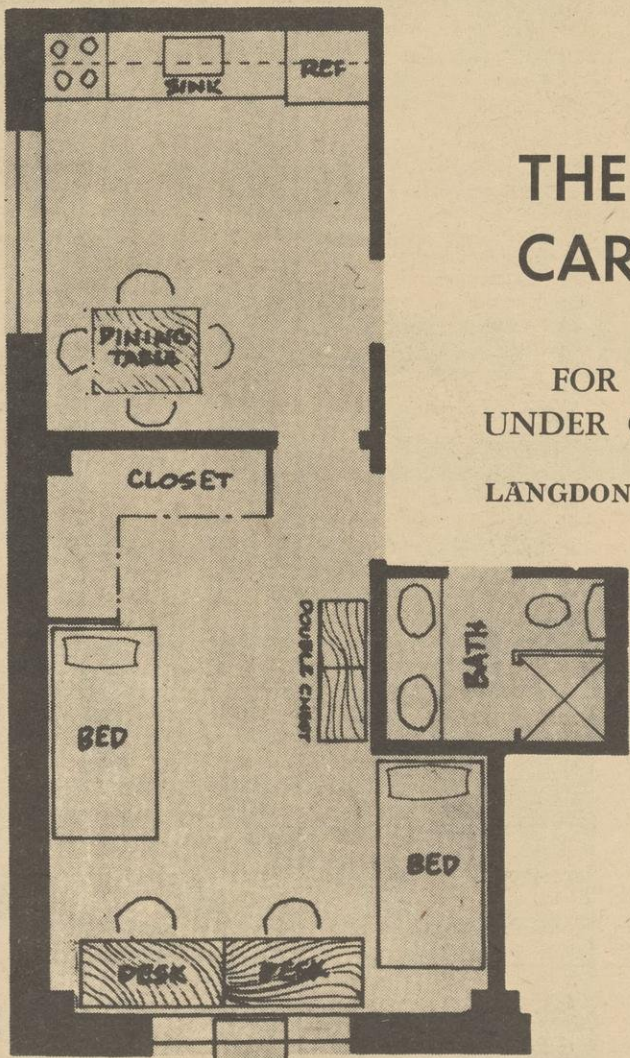 SINK
REF
THE
CAR
DINING
TABLE
FOR
UNDER
LANGDON
CLOSET
DOUBLE CHEST
BATH
BED
BED
DESK
DESK